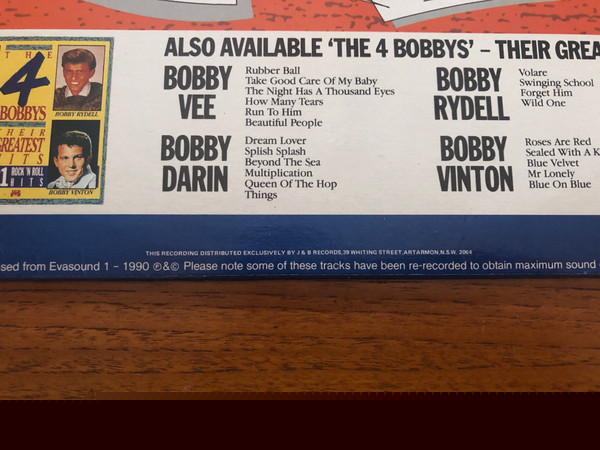 ALSO AVAILABLE 'THE 4 BOBBYS' – THEIR GREA
THE
4
BOBBYS
THEIR
GREATEST
HITS
1 ROCK 'N ROLL
HITS
BOBBY RYDELL
BOBBY VINTON
BOBBY
VEE
Rubber Ball
Take Good Care Of My Baby
The Night Has A Thousand Eyes
How Many Tears
Run To Him
Beautiful People
BOBBY
DARIN
Dream Lover
Splish Splash
Beyond The Sea
Multiplication
Queen Of The Hop
Things
BOBBY
RYDELL
Volare
Swinging School
Forget Him
Wild One
BOBBY
VINTON
Roses Are Red
Sealed With A K
Blue Velvet
Mr Lonely
Blue On Blue
THIS RECORDING DISTRIBUTED EXCLUSIVELY BY J & B RECORDS,39 WHITING STREET,ARTARMON,N.S.W. 2064
sed from Evasound 1 – 1990 ℗&© Please note some of these tracks have been re-recorded to obtain maximum sound